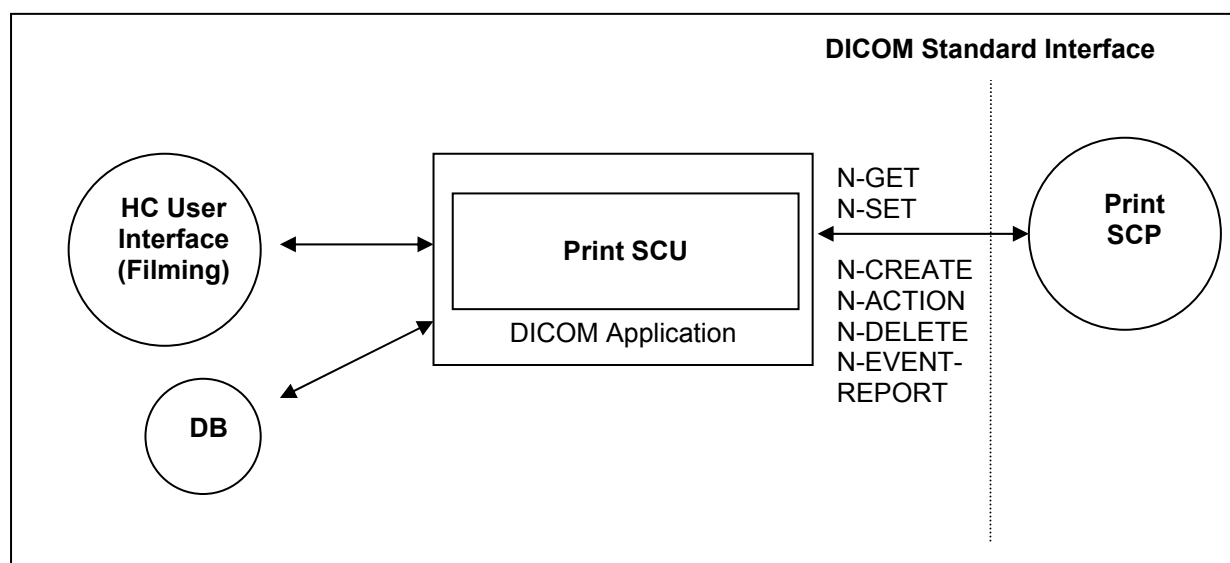 DICOM Standard Interface
HC User
Interface
(Filming)
Print SCU
DICOM Application
DB
N-GET
N-SET
N-CREATE
N-ACTION
N-DELETE
N-EVENT-
REPORT
Print
SCP